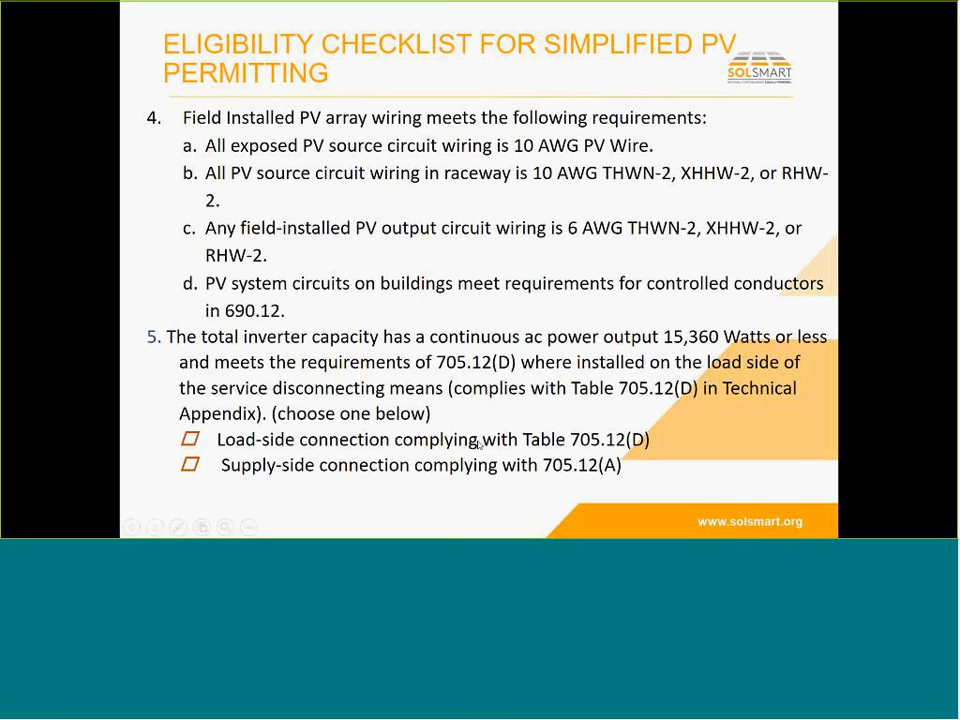 ELIGIBILITY CHECKLIST FOR SIMPLIFIED PV
PERMITTING
SOLSMART
4. Field Installed PV array wiring meets the following requirements:
a. All exposed PV source circuit wiring is 10 AWG PV Wire.
b. All PV source circuit wiring in raceway is 10 AWG THWN-2, XHHW-2, or RHW-
2.
c. Any field-installed PV output circuit wiring is 6 AWG THWN-2, XHHW-2, or
RHW-2.
d. PV system circuits on buildings meet requirements for controlled conductors
in 690.12.
5. The total inverter capacity has a continuous ac power output 15,360 Watts or less
and meets the requirements of 705.12(D) where installed on the load side of
the service disconnecting means (complies with Table 705.12(D) in Technical
Appendix). (choose one below)
Load-side connection complying with Table 705.12(D)
Supply-side connection complying with 705.12(A)
www.solsmart.org